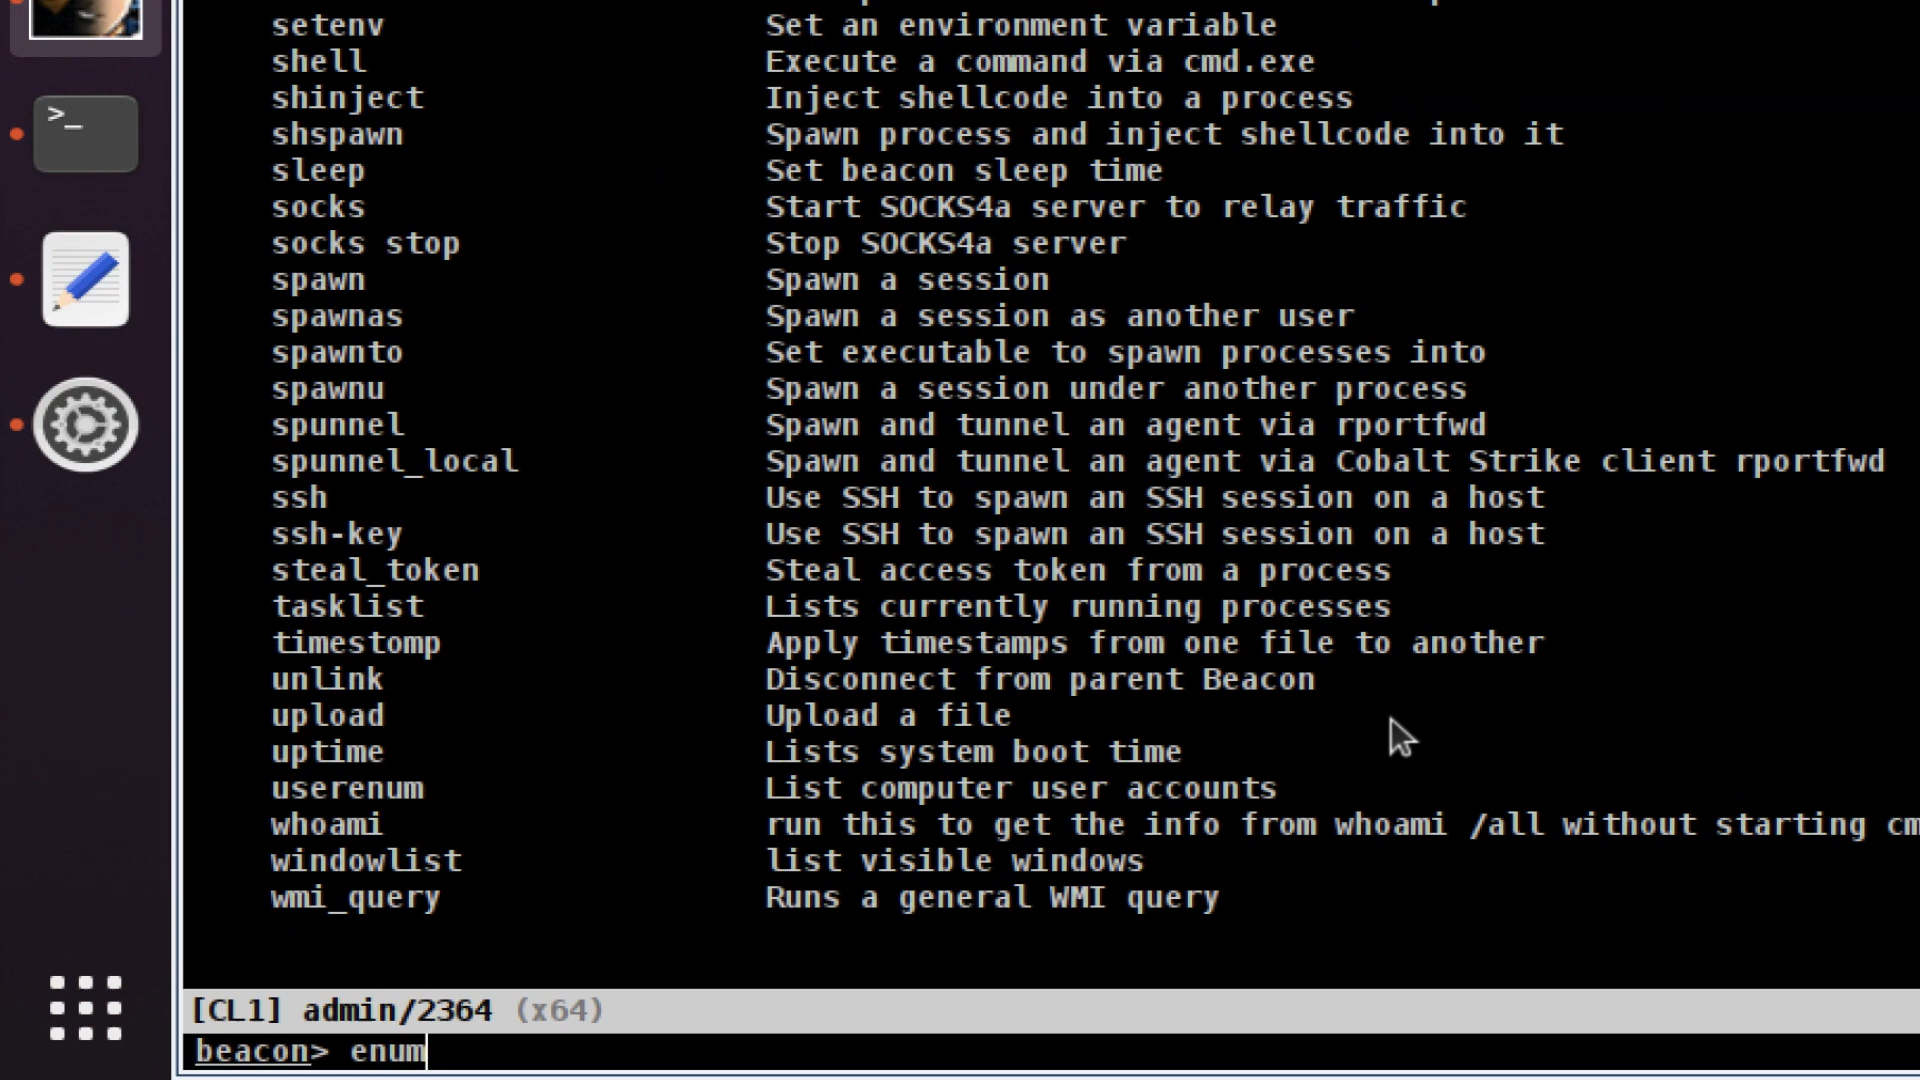 setenv Set an environment variable
shell Execute a command via cmd.exe
shinject Inject shellcode into a process
shspawn Spawn process and inject shellcode into it
sleep Set beacon sleep time
socks Start SOCKS4a server to relay traffic
socks stop Stop SOCKS4a server
spawn Spawn a session
spawnas Spawn a session as another user
spawnto Set executable to spawn processes into
spawnu Spawn a session under another process
spunnel Spawn and tunnel an agent via rportfwd
spunnel_local Spawn and tunnel an agent via Cobalt Strike client rportfwd
ssh Use SSH to spawn an SSH session on a host
ssh-key Use SSH to spawn an SSH session on a host
steal_token Steal access token from a process
tasklist Lists currently running processes
timestomp Apply timestamps from one file to another
unlink Disconnect from parent Beacon
upload Upload a file
uptime Lists system boot time
userenum List computer user accounts
whoami run this to get the info from whoami /all without starting cm
windowlist list visible windows
wmi_query Runs a general WMI query
[CL1] admin/2364 (x64)
beacon> enum
>_